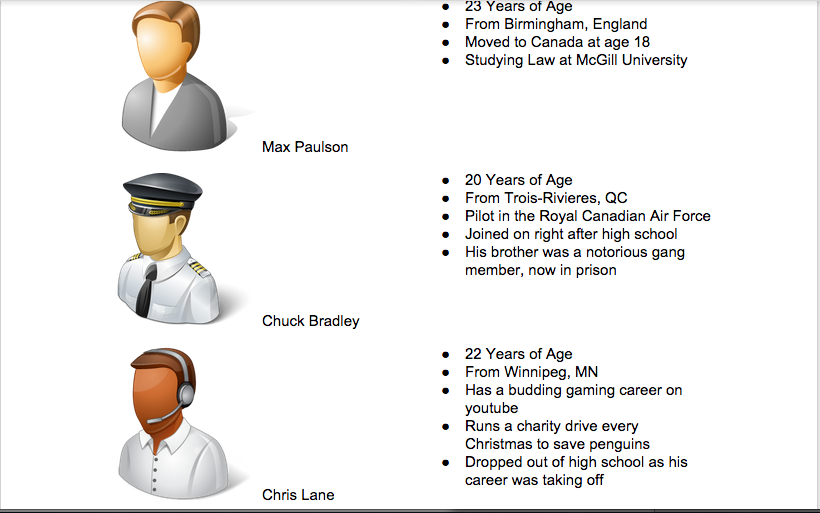 ● 23 Years of Age
● From Birmingham, England
● Moved to Canada at age 18
● Studying Law at McGill University
Max Paulson
● 20 Years of Age
● From Trois-Rivieres, QC
● Pilot in the Royal Canadian Air Force
● Joined on right after high school
● His brother was a notorious gang
member, now in prison
Chuck Bradley
● 22 Years of Age
● From Winnipeg, MN
● Has a budding gaming career on
youtube
● Runs a charity drive every
Christmas to save penguins
● Dropped out of high school as his
career was taking off
Chris Lane